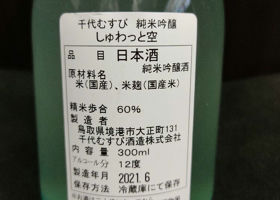 千代むすび 純米吟醸
しゅわっと空
品目 日本酒
純米吟醸酒
原材料名
米(国産)、米麹(国産米)
精米歩合 60%
製造者
鳥取県境港市大正町131
千代むすび酒造株式会社
内容量 300ml
アルコール分 12度
製造年月 2021.6
保存方法 冷蔵庫にて保存